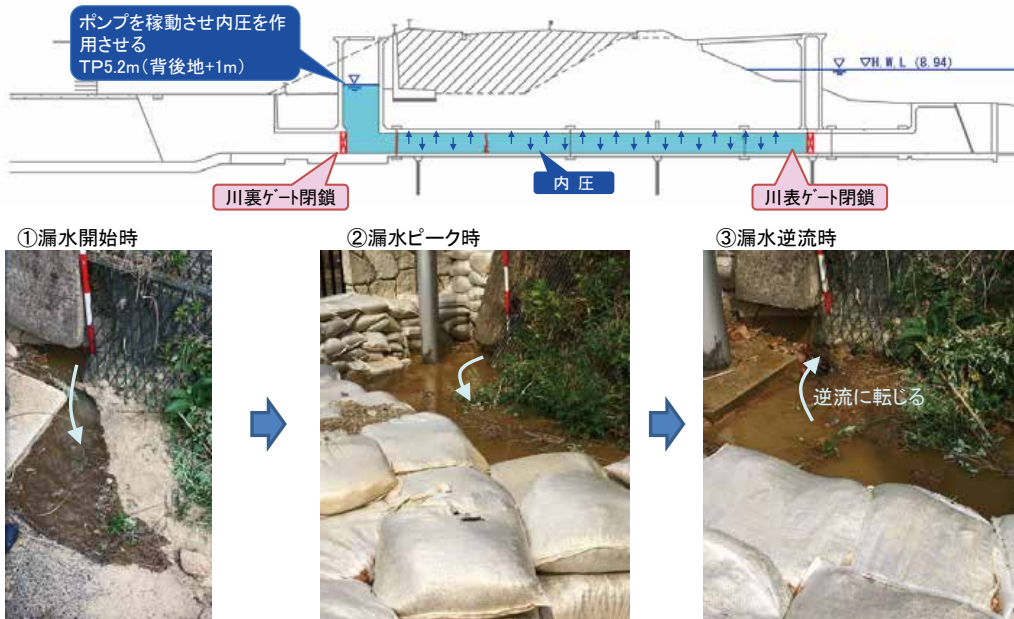 ポンプを稼動させ内圧を作
用させる
TP5.2m(背後地+1m)
▽H.W.L (8.94)
川裏ｹﾞｰﾄ閉鎖
内 圧
川表ｹﾞｰﾄ閉鎖
①漏水開始時
②漏水ピーク時
③漏水逆流時
逆流に転じる